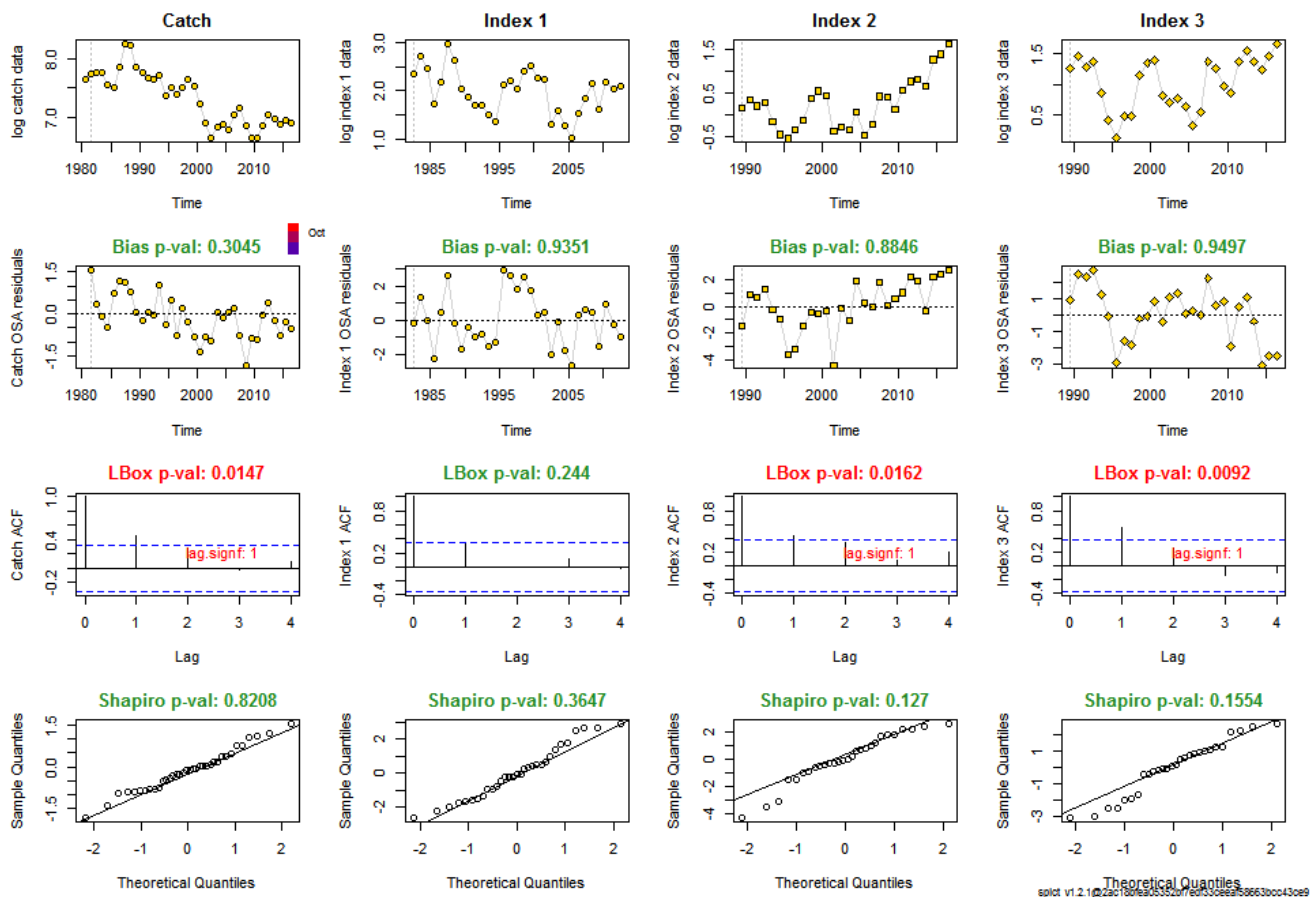 Catch
Index 1
Index 2
Index 3
log catch data
8.0
7.0
1980 1990 2000 2010
Time
log index 1 data
3.0
2.0
1.0
1985 1995 2005
Time
log index 2 data
1.5
0.5
-0.5
1990 2000 2010
Time
log index 3 data
1.5
0.5
1990 2000 2010
Time
Oct
Bias p-val: 0.3045
Bias p-val: 0.9351
Bias p-val: 0.8846
Bias p-val: 0.9497
Catch OSA residuals
1.5
0.0
-1.5
1980 1990 2000 2010
Time
Index 1 OSA residuals
2
0
-2
1985 1995 2005
Time
Index 2 OSA residuals
2
0
-2
-4
1990 2000 2010
Time
Index 3 OSA residuals
1
-1
-3
1990 2000 2010
Time
LBox p-val: 0.0147
LBox p-val: 0.244
LBox p-val: 0.0162
LBox p-val: 0.0092
Catch ACF
1.0
0.4
-0.2
lag.signf: 1
0 1 2 3 4
Lag
Index 1 ACF
0.8
0.2
-0.4
0 1 2 3 4
Lag
Index 2 ACF
0.8
0.2
-0.4
lag.signf: 1
0 1 2 3 4
Lag
Index 3 ACF
0.8
0.2
-0.4
lag.signf: 1
0 1 2 3 4
Lag
Shapiro p-val: 0.8208
Shapiro p-val: 0.3647
Shapiro p-val: 0.127
Shapiro p-val: 0.1554
Sample Quantiles
1.5
0.0
-1.5
-2 -1 0 1 2
Theoretical Quantiles
Sample Quantiles
2
0
-2
-2 -1 0 1 2
Theoretical Quantiles
Sample Quantiles
2
0
-2
-4
-2 -1 0 1 2
Theoretical Quantiles
Sample Quantiles
1
-1
-3
-2 -1 0 1 2
Theoretical Quantiles
spict_v1.2.1